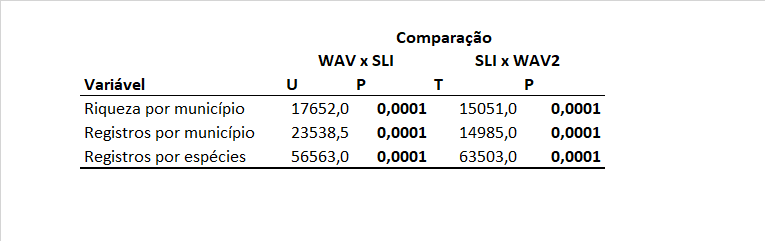 Comparação
WAV x SLI SLI x WAV2
Variável U P T P
Riqueza por município 17652,0 0,0001 15051,0 0,0001
Registros por município 23538,5 0,0001 14985,0 0,0001
Registros por espécies 56563,0 0,0001 63503,0 0,0001